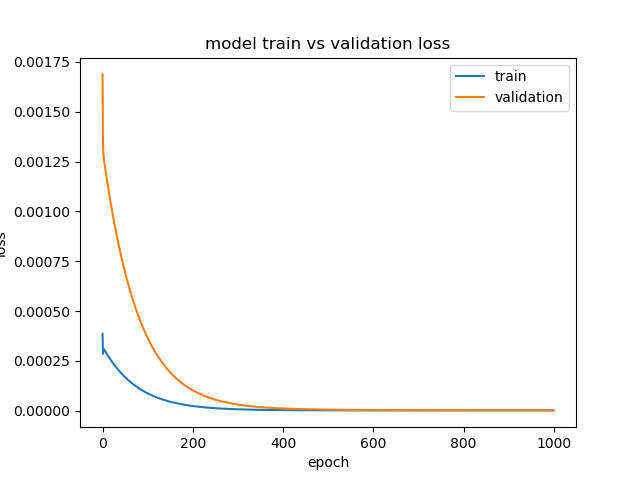 model train vs validation loss
train
validation
0.00175
0.00150
0.00125
0.00100
0.00075
0.00050
0.00025
0.00000
loss
0 200 400 600 800 1000
epoch